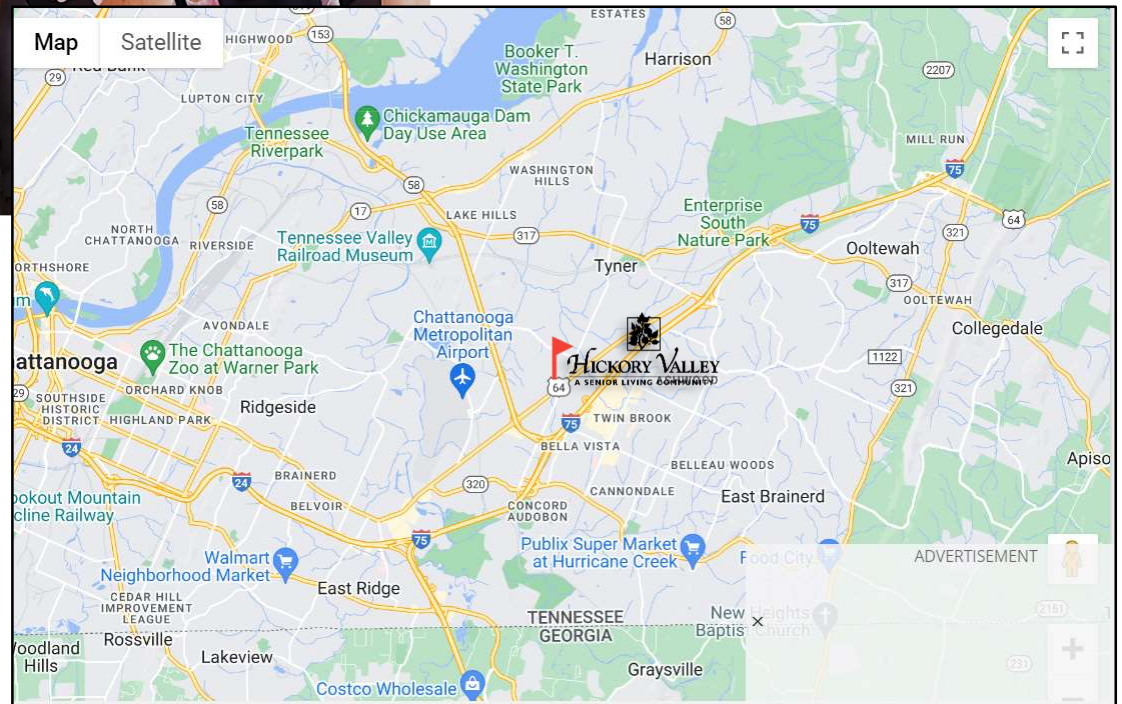 Map
Satellite
ESTATES
58
HIGHWOOD
153
29
Red Bank
Booker T.
Washington
State Park
Harrison
2207
LUPTON CITY
Chickamauga Dam
Day Use Area
Tennessee
Riverpark
MILL RUN
75
WASHINGTON
HILLS
58
58
17
LAKE HILLS
Enterprise
South
Nature Park
75
64
321
NORTH
CHATTANOOGA
RIVERSIDE
Tennessee Valley
Railroad Museum
317
Ooltewah
ORTHSHORE
Tyner
317
OOLTEWAH
um
AVONDALE
Chattanooga
Metropolitan
Airport
Collegedale
attanooga
The Chattanooga
Zoo at Warner Park
HICKORY VALLEY
A SENIOR LIVING COMMUNITY
64
1122
321
29
ORCHARD KNOB
SOUTHSIDE
HISTORIC
DISTRICT
HIGHLAND PARK
Ridgeside
75
TWIN BROOK
24
BELLA VISTA
BELLEAU WOODS
Apiso
24
BRAINERD
320
CANNONDALE
East Brainerd
ookout Mountain
cline Railway
BELVOIR
CONCORD
AUDOBON
75
Publix Super Market
at Hurricane Creek
Food City
ADVERTISEMENT
Walmart
Neighborhood Market
East Ridge
CEDAR HILL
IMPROVEMENT
LEAGUE
TENNESSEE
GEORGIA
New Heights
Baptist Church
×
2151
Woodland
Hills
Rossville
Lakeview
Graysville
Costco Wholesale
+
−